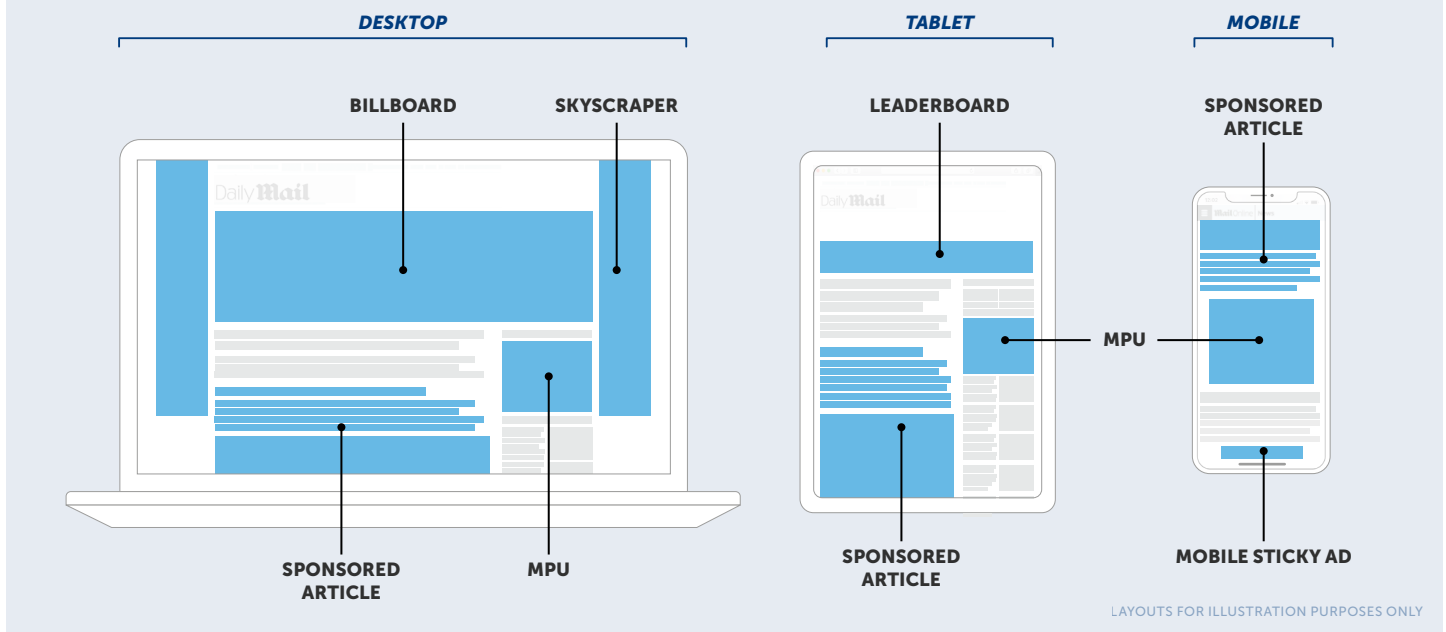 DESKTOP
TABLET
MOBILE
BILLBOARD
SKYSCRAPER
LEADERBOARD
SPONSORED
ARTICLE
Daily Mail
Daily Mail
MPU
SPONSORED
ARTICLE
MPU
SPONSORED
ARTICLE
MOBILE STICKY AD
LAYOUTS FOR ILLUSTRATION PURPOSES ONLY